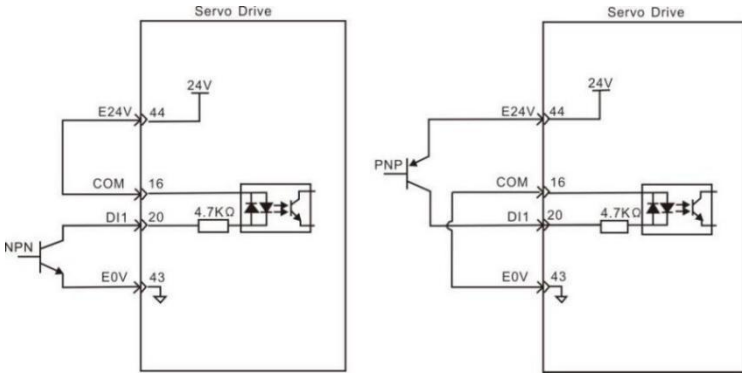 Servo Drive
24V
E24V 44
COM 16
DI1 20 4.7KΩ
NPN
E0V 43
Servo Drive
24V
E24V 44
PNP
COM 16
DI1 20 4.7KΩ
E0V 43